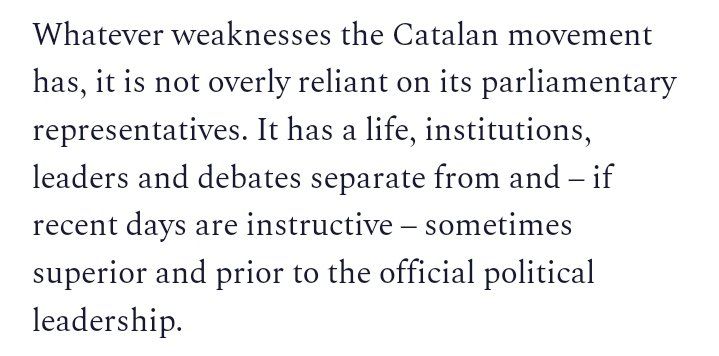 Whatever weaknesses the Catalan movement
has, it is not overly reliant on its parliamentary
representatives. It has a life, institutions,
leaders and debates separate from and – if
recent days are instructive – sometimes
superior and prior to the official political
leadership.